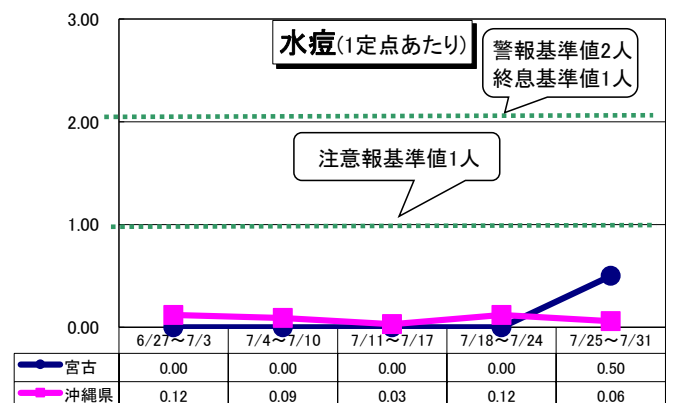 水痘(1定点あたり)
警報基準値2人
終息基準値1人
注意報基準値1人
3.00
2.00
1.00
0.00
6/27～7/3 7/4～7/10 7/11～7/17 7/18～7/24 7/25～7/31
宮古 0.00 0.00 0.00 0.00 0.50
沖縄県 0.12 0.09 0.03 0.12 0.06